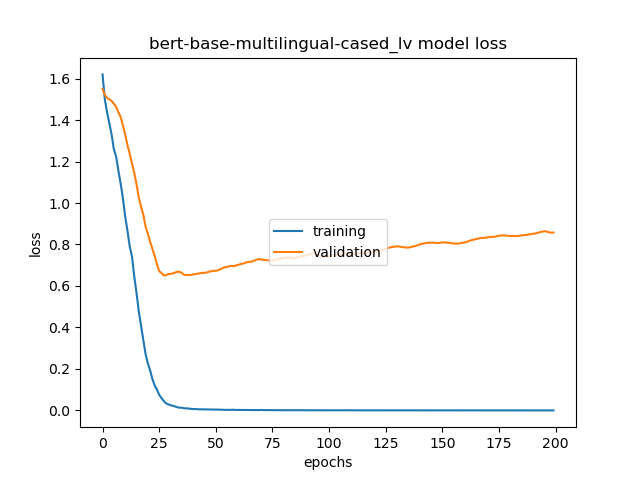 bert-base-multilingual-cased_lv model loss
loss
1.6
1.4
1.2
1.0
0.8
0.6
0.4
0.2
0.0
training
validation
0 25 50 75 100 125 150 175 200
epochs